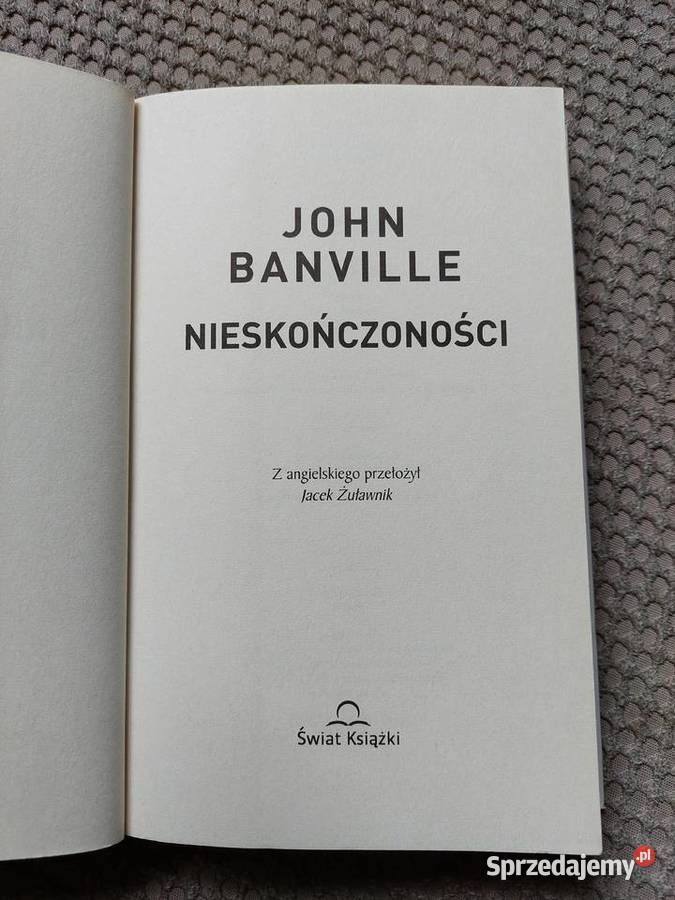 JOHN
BANVILLE
NIESKOŃCZONOŚCI
Z angielskiego przełożył
Jacek Żuławnik
Świat Książki
Sprzedajemy.pl